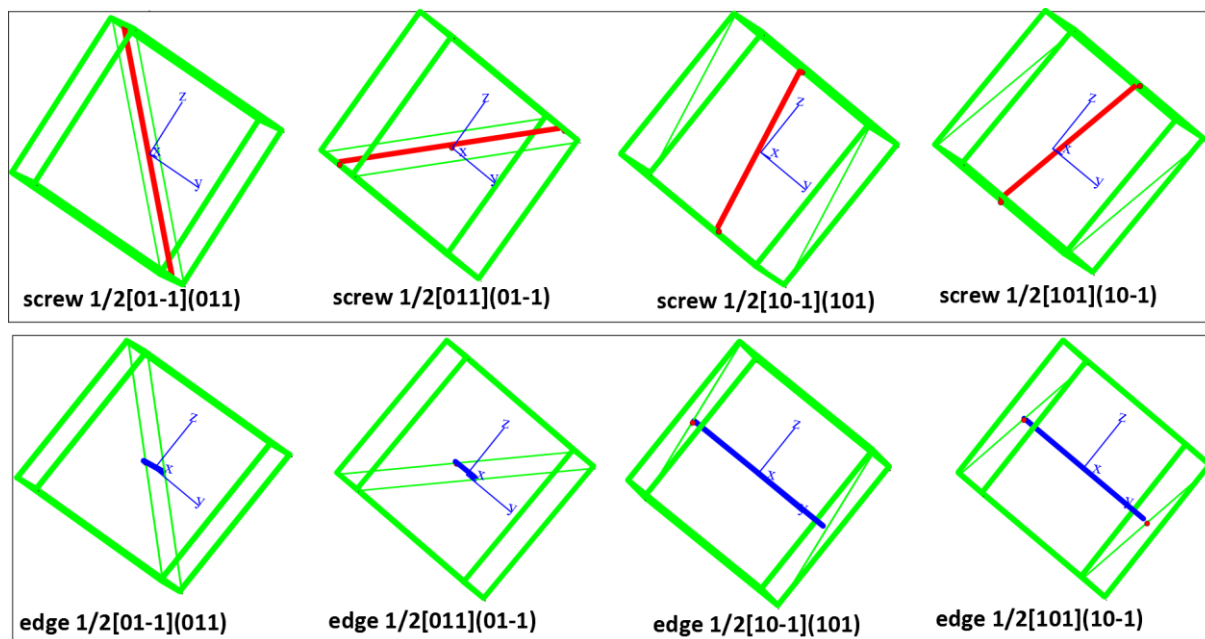 z
x
y
screw 1/2[01-1](011)
z
x
y
screw 1/2[011](01-1)
z
x
y
screw 1/2[10-1](101)
z
x
y
screw 1/2[101](10-1)
z
x
y
edge 1/2[01-1](011)
z
x
y
edge 1/2[011](01-1)
z
x
y
edge 1/2[10-1](101)
z
x
y
edge 1/2[101](10-1)